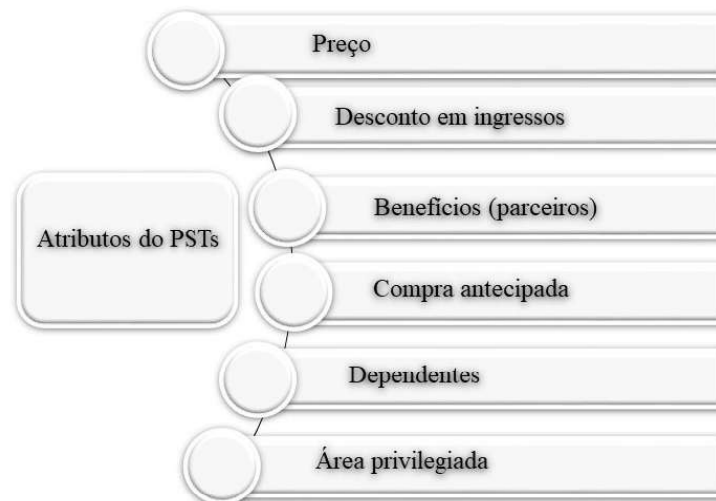 Preço
Desconto em ingressos
Benefícios (parceiros)
Atributos do PSTs
Compra antecipada
Dependentes
Área privilegiada